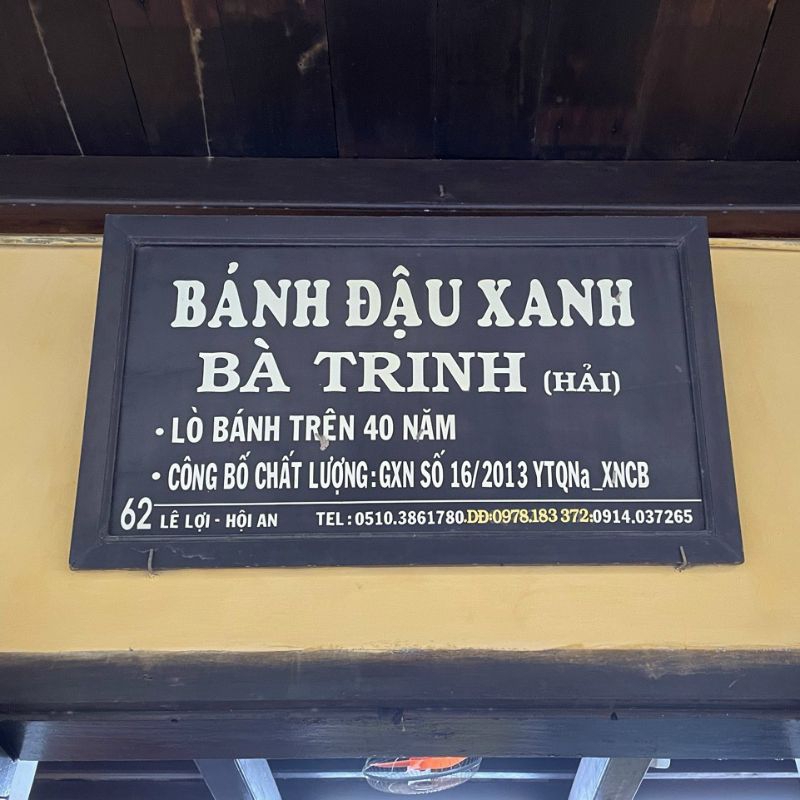 BÁNH ĐẬU XANH
BÀ TRINH (HẢI)
• LÒ BÁNH TRÊN 40 NĂM
• CÔNG BỐ CHẤT LƯỢNG:GXN SỐ 16/2013 YTQNa_XNCB
62 LÊ LỢI - HỘI AN TEL:0510.3861780.DĐ:0978.183 372:0914.037265